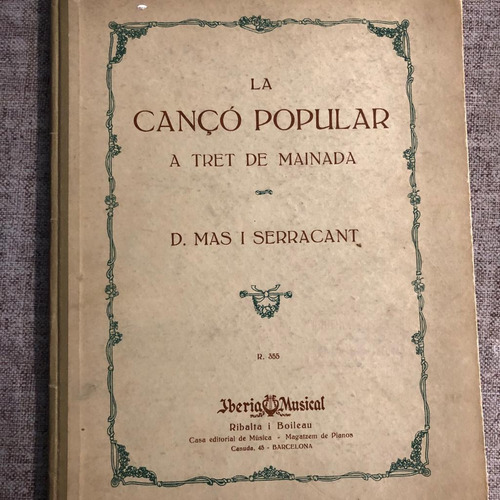 LA
CANÇÓ POPULAR
A TRET DE MAINADA
D. MAS I SERRACANT
R. 355
Iberia Musical
Ribalta i Boileau
Casa editorial de Música - Magatzem de Pianos
Canuda, 45 - BARCELONA